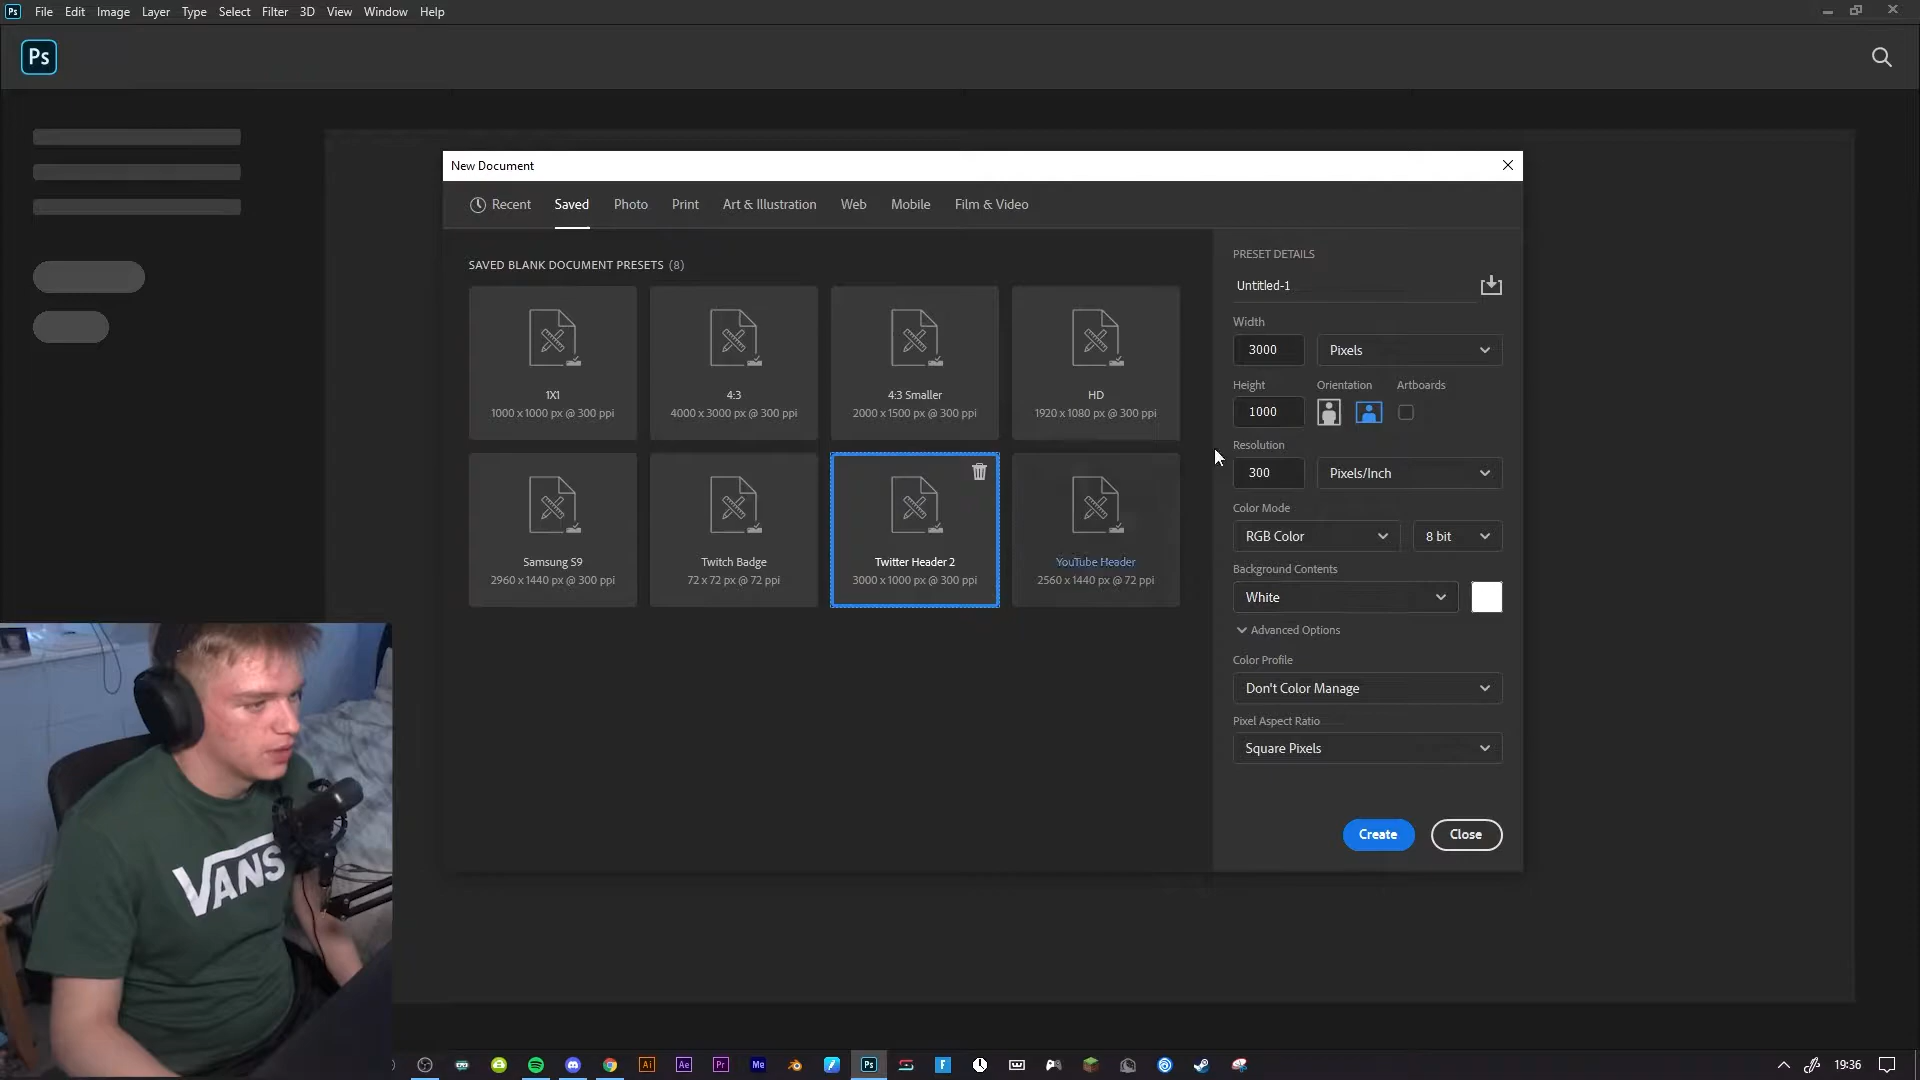 Ps File Edit Image Layer Type Select Filter 3D View Window Help
Ps
New Document
Recent Saved Photo Print Art & Illustration Web Mobile Film & Video
SAVED BLANK DOCUMENT PRESETS (8)
1X1
1000 x 1000 px @ 300 ppi
4:3
4000 x 3000 px @ 300 ppi
4:3 Smaller
2000 x 1500 px @ 300 ppi
HD
1920 x 1080 px @ 300 ppi
Samsung S9
2960 x 1440 px @ 300 ppi
Twitch Badge
72 x 72 px @ 72 ppi
Twitter Header 2
3000 x 1000 px @ 300 ppi
YouTube Header
2560 x 1440 px @ 72 ppi
PRESET DETAILS
Untitled-1
Width
3000 Pixels
Height Orientation Artboards
1000
Resolution
300 Pixels/Inch
Color Mode
RGB Color 8 bit
Background Contents
White
Advanced Options
Color Profile
Don't Color Manage
Pixel Aspect Ratio
Square Pixels
Create Close
VANS
Ai Ae Pr Me Ps F 19:36